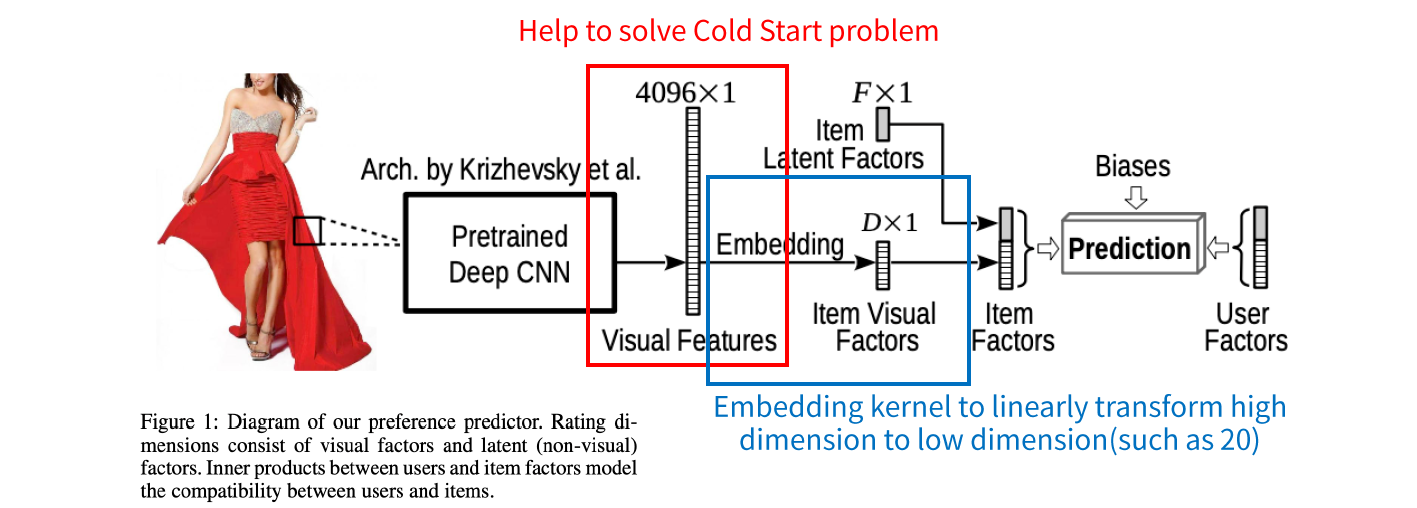 Help to solve Cold Start problem
4096×1
F×1
Item
Latent Factors
Arch. by Krizhevsky et al.
Biases
Pretrained
Deep CNN
Embedding
D×1
Prediction
Visual Features
Item Visual
Factors
Item
Factors
User
Factors
Embedding kernel to linearly transform high
dimension to low dimension(such as 20)
Figure 1: Diagram of our preference predictor. Rating di-
mensions consist of visual factors and latent (non-visual)
factors. Inner products between users and item factors model
the compatibility between users and items.